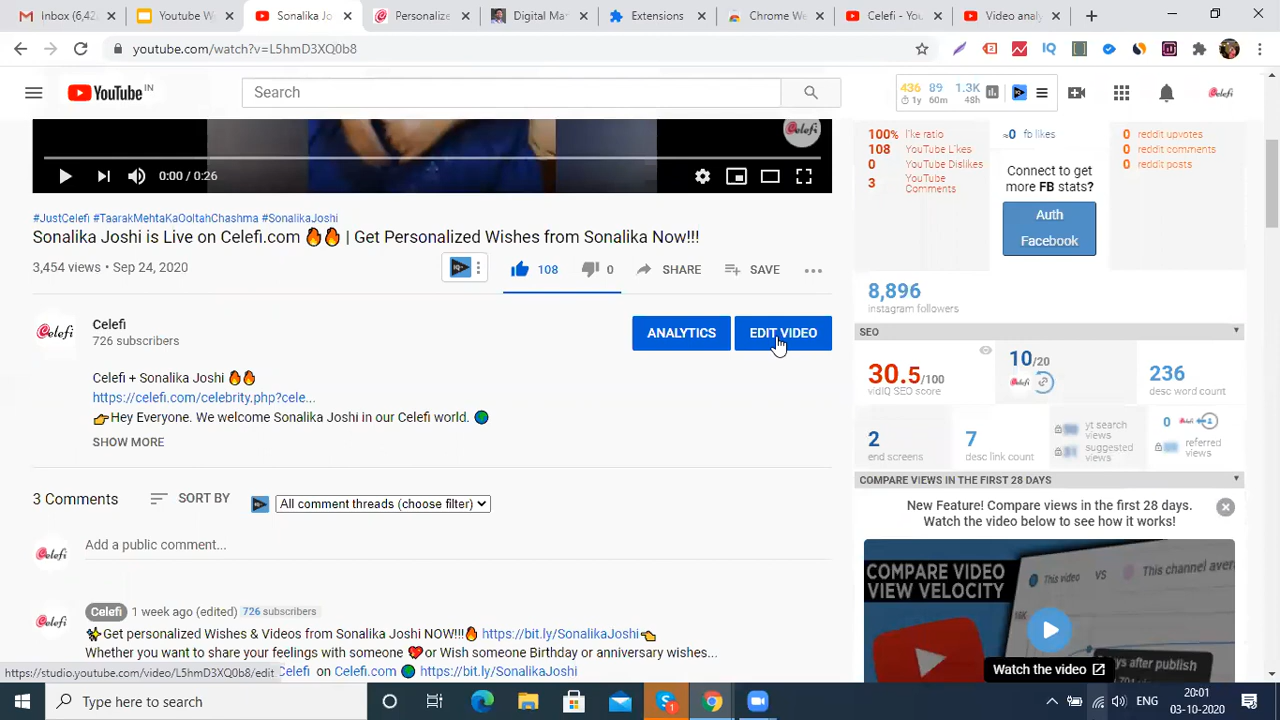 Inbox (6,42
Youtube W
Sonalika Jo
Personalize
Digital Ma
Extensions
Chrome We
Celefi - You
Video analy
youtube.com/watch?v=L5hmD3XQ0b8
YouTube IN
Search
436 89 1.3K
1y 60m 48h
Celefi
Celefi
100% like ratio
108 YouTube Likes
0 YouTube Dislikes
3 YouTube Comments
≈0 fb likes
Connect to get more FB stats?
Auth Facebook
0 reddit upvotes
0 reddit comments
0 reddit posts
0:00 / 0:26
#JustCelefi #TaarakMehtaKaOoltahChashma #SonalikaJoshi
Sonalika Joshi is Live on Celefi.com 🔥🔥 | Get Personalized Wishes from Sonalika Now!!!
3,454 views • Sep 24, 2020
108
0
SHARE
SAVE
8,896
instagram followers
Celefi
Celefi
726 subscribers
ANALYTICS
EDIT VIDEO
SEO
30.5/100
vidIQ SEO score
10/20
236
desc word count
Celefi + Sonalika Joshi 🔥🔥
https://celefi.com/celebrity.php?cele...
👉Hey Everyone. We welcome Sonalika Joshi in our Celefi world. 🌍
SHOW MORE
2
end screens
7
desc link count
yt search views
suggested views
0
referred views
COMPARE VIEWS IN THE FIRST 28 DAYS
3 Comments
SORT BY
All comment threads (choose filter)
New Feature! Compare views in the first 28 days.
Watch the video below to see how it works!
Celefi
Add a public comment...
COMPARE VIDEO
VIEW VELOCITY
This video VS This channel aver
Celefi
Celefi 1 week ago (edited) 726 subscribers
✨Get personalized Wishes & Videos from Sonalika Joshi NOW!!!🔥 https://bit.ly/SonalikaJoshi👈
Whether you want to share your feelings with someone ❤️or Wish someone Birthday or anniversary wishes...
Celefi on Celefi.com 🌍 https://bit.ly/SonalikaJoshi
days after publish
Watch the video
https://studio.youtube.com/video/L5hmD3XQ0b8/edit
Type here to search
ENG
20:01
03-10-2020